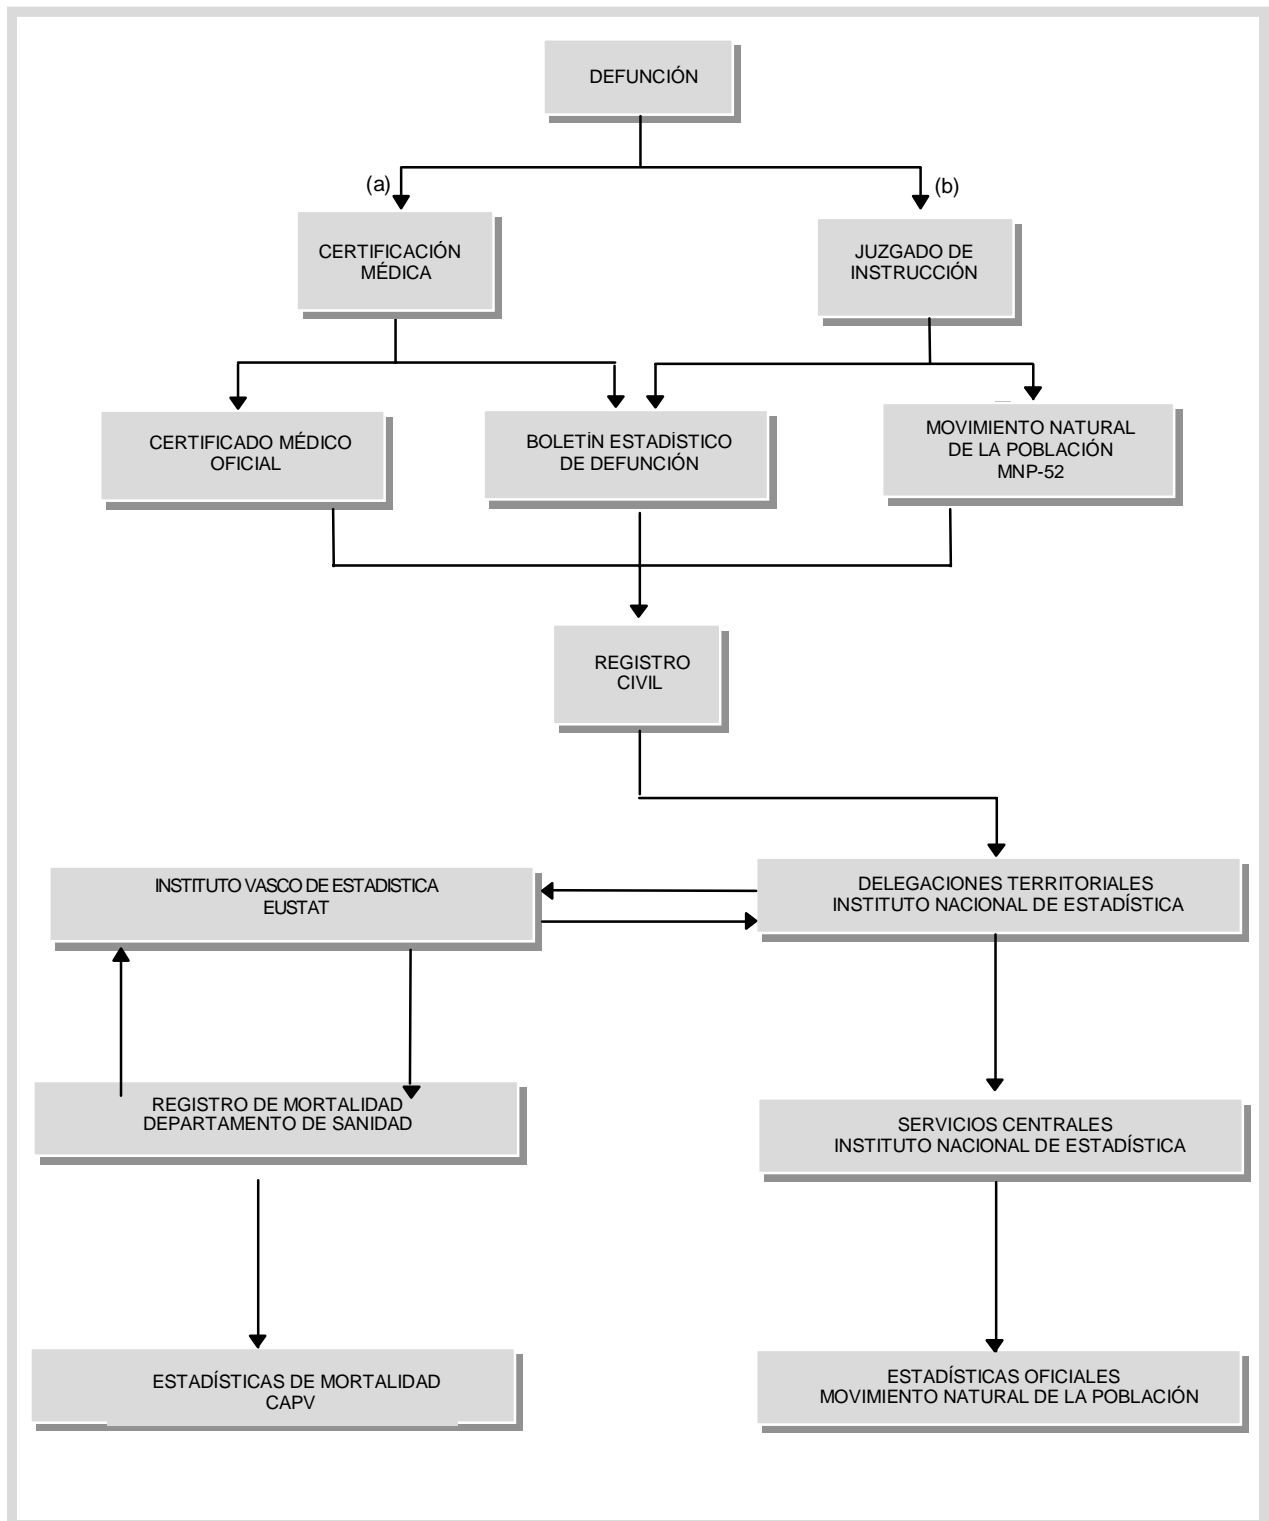 DEFUNCIÓN
(a)
(b)
CERTIFICACIÓN
MÉDICA
JUZGADO DE
INSTRUCCIÓN
CERTIFICADO MÉDICO
OFICIAL
BOLETÍN ESTADÍSTICO
DE DEFUNCIÓN
MOVIMIENTO NATURAL
DE LA POBLACIÓN
MNP-52
REGISTRO
CIVIL
INSTITUTO VASCO DE ESTADISTICA
EUSTAT
DELEGACIONES TERRITORIALES
INSTITUTO NACIONAL DE ESTADÍSTICA
REGISTRO DE MORTALIDAD
DEPARTAMENTO DE SANIDAD
SERVICIOS CENTRALES
INSTITUTO NACIONAL DE ESTADÍSTICA
ESTADÍSTICAS DE MORTALIDAD
CAPV
ESTADÍSTICAS OFICIALES
MOVIMIENTO NATURAL DE LA POBLACIÓN